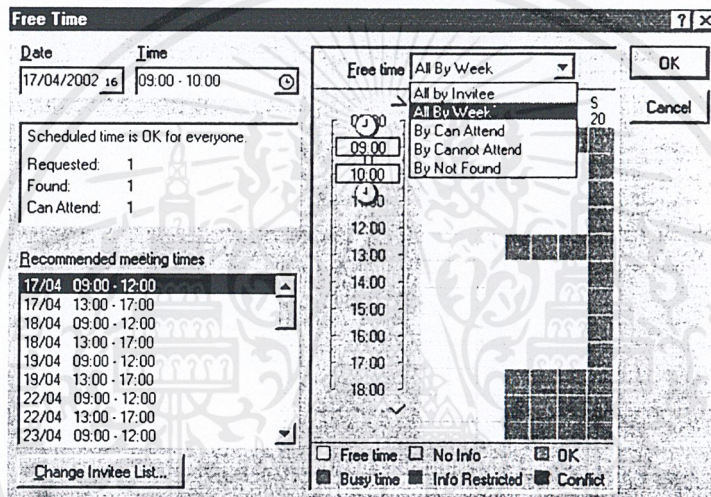 Free Time
Date Time
17/04/2002 16 09:00 - 10:00
Scheduled time is OK for everyone.
Requested: 1
Found: 1
Can Attend: 1
Recommended meeting times
17/04 09:00 - 12:00
17/04 13:00 - 17:00
18/04 09:00 - 12:00
18/04 13:00 - 17:00
19/04 09:00 - 12:00
19/04 13:00 - 17:00
22/04 09:00 - 12:00
22/04 13:00 - 17:00
23/04 09:00 - 12:00
Change Invitee List...
Free time All By Week
All by Invitee
All By Week
By Can Attend
By Cannot Attend
By Not Found
S
20
09:00
10:00
12:00
13:00
14:00
15:00
16:00
17:00
18:00
Free time No Info OK
Busy time Info Restricted Conflict
OK
Cancel